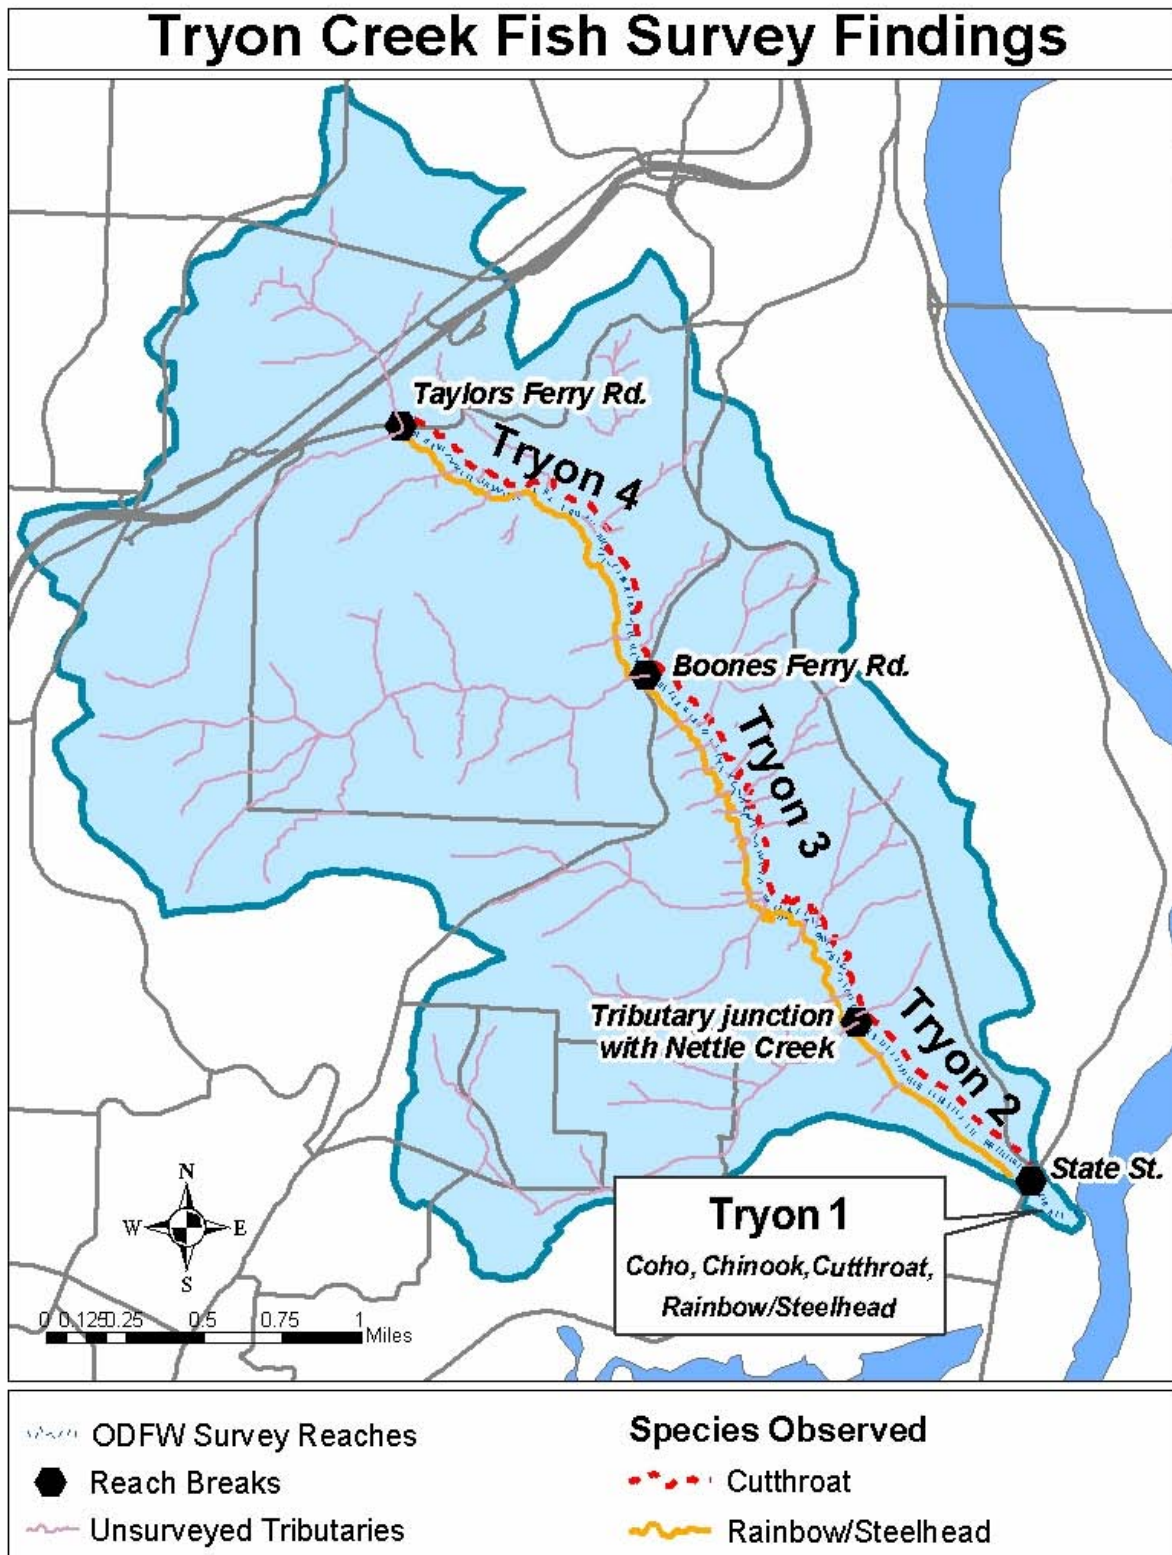 Tryon Creek Fish Survey Findings
Taylors Ferry Rd.
Tryon 4
Boones Ferry Rd.
Tryon 3
Tributary junction
with Nettle Creek
Tryon 2
State St.
Tryon 1
Coho, Chinook, Cutthroat,
Rainbow/Steelhead
N
W E
S
0 0.125 0.25 0.5 0.75 1
Miles
ODFW Survey Reaches
Reach Breaks
Unsurveyed Tributaries
Species Observed
Cutthroat
Rainbow/Steelhead